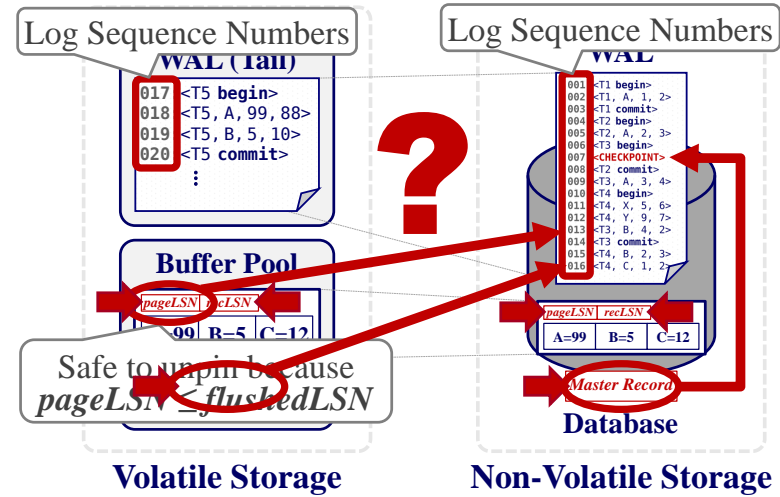 Log Sequence Numbers
WAL (Tail)
017 <T5 begin>
018 <T5, A, 99, 88>
019 <T5, B, 5, 10>
020 <T5 commit>
⋮
?
Buffer Pool
pageLSN recLSN
=99 B=5 C=12
Safe to unpin because
pageLSN ≤ flushedLSN
Volatile Storage
Log Sequence Numbers
WAL
001 <T1 begin>
002 <T1, A, 1, 2>
003 <T1 commit>
004 <T2 begin>
005 <T2, A, 2, 3>
006 <T3 begin>
007 <CHECKPOINT>
008 <T2 commit>
009 <T3, A, 3, 4>
010 <T4 begin>
011 <T4, X, 5, 6>
012 <T4, Y, 9, 7>
013 <T3, B, 4, 2>
014 <T3 commit>
015 <T4, B, 2, 3>
016 <T4, C, 1, 2>
pageLSN recLSN
A=99 B=5 C=12
Master Record
Database
Non-Volatile Storage